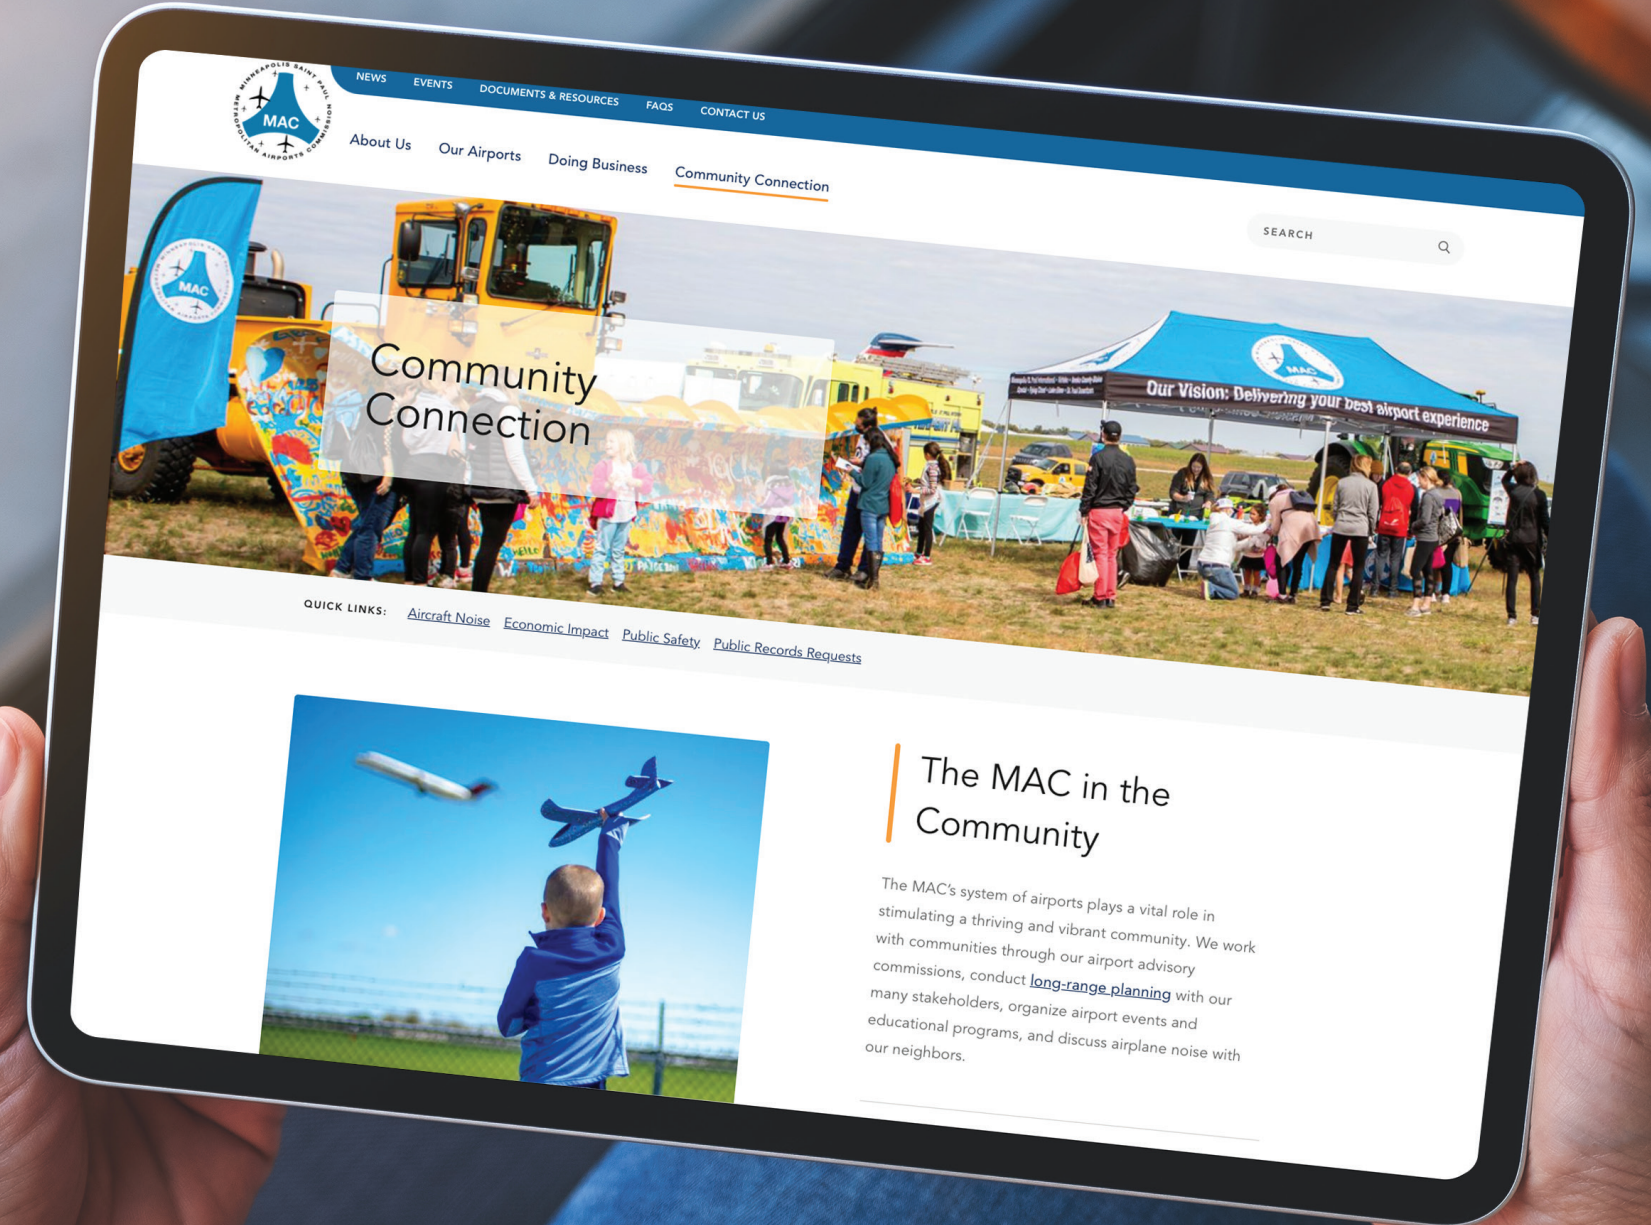 MINNEAPOLIS SAINT PAUL METROPOLITAN AIRPORTS COMMISSION
MAC
NEWS EVENTS DOCUMENTS & RESOURCES FAQS CONTACT US
About Us Our Airports Doing Business Community Connection
SEARCH
MAC
Community
Connection
MAC
Our Vision: Delivering your best airport experience
QUICK LINKS: Aircraft Noise Economic Impact Public Safety Public Records Requests
The MAC in the
Community
The MAC's system of airports plays a vital role in
stimulating a thriving and vibrant community. We work
with communities through our airport advisory
commissions, conduct long-range planning with our
many stakeholders, organize airport events and
educational programs, and discuss airplane noise with
our neighbors.